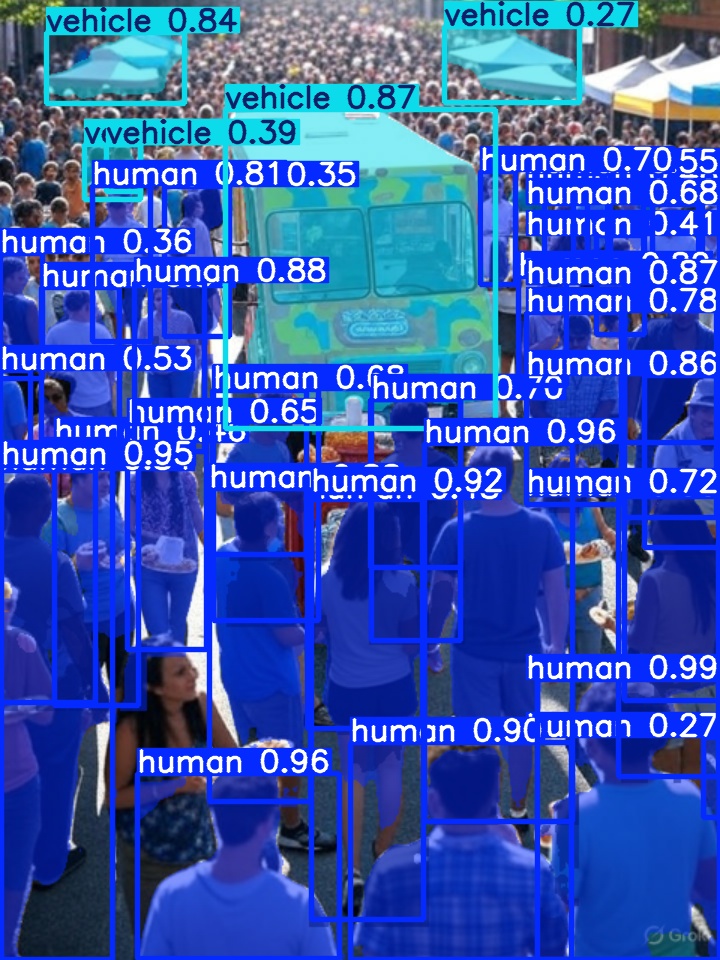 vehicle 0.84
vehicle 0.27
vehicle 0.87
vehicle 0.39
human 0.81
0.35
human 0.70
55
0.68
0.41
human 0.36
human 0.88
human 0.87
0.78
human 0.53
human 0.86
human
human 0.70
human 0.65
human 0.96
human 0.95
human
human 0.92
human 0.72
human 0.99
human 0.90
human 0.27
human 0.96
Grok